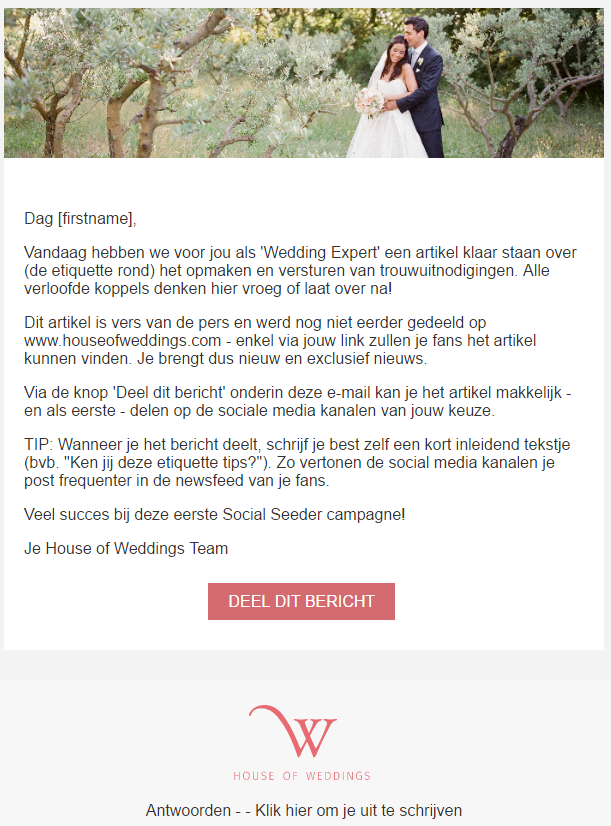 Dag [firstname],
Vandaag hebben we voor jou als 'Wedding Expert' een artikel klaar staan over
(de etiquette rond) het opmaken en versturen van trouwuitnodigingen. Alle
verloofde koppels denken hier vroeg of laat over na!
Dit artikel is vers van de pers en werd nog niet eerder gedeeld op
www.houseofweddings.com - enkel via jouw link zullen je fans het artikel
kunnen vinden. Je brengt dus nieuw en exclusief nieuws.
Via de knop 'Deel dit bericht' onderin deze e-mail kan je het artikel makkelijk -
en als eerste - delen op de sociale media kanalen van jouw keuze.
TIP: Wanneer je het bericht deelt, schrijf je best zelf een kort inleidend tekstje
(bvb. "Ken jij deze etiquette tips?"). Zo vertonen de social media kanalen je
post frequenter in de newsfeed van je fans.
Veel succes bij deze eerste Social Seeder campagne!
Je House of Weddings Team
DEEL DIT BERICHT
W
HOUSE OF WEDDINGS
Antwoorden - - Klik hier om je uit te schrijven